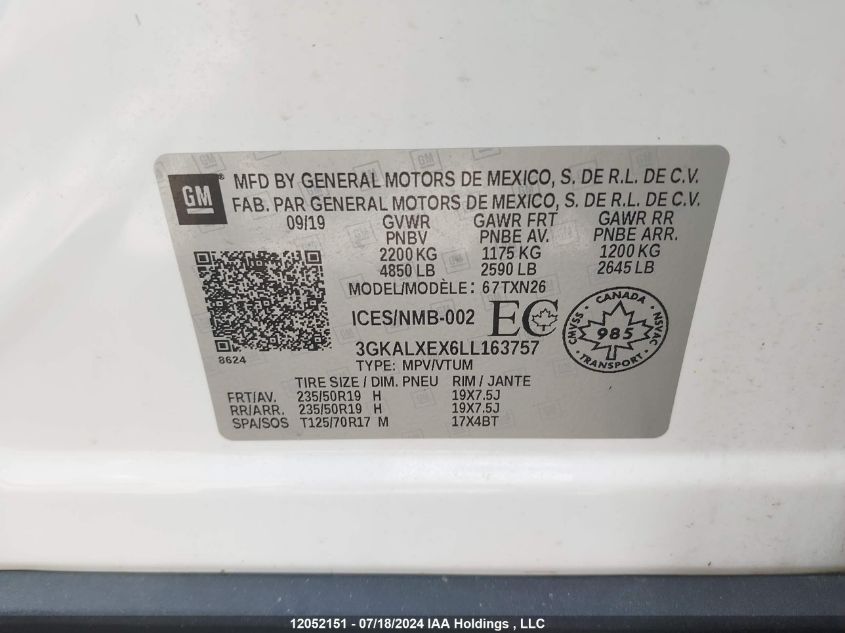 GM ® MFD BY GENERAL MOTORS DE MEXICO, S. DE R.L. DE C.V.
FAB. PAR GENERAL MOTORS DE MEXICO, S. DE R.L. DE C.V.
09/19 GVWR GAWR FRT GAWR RR
PNBV PNBE AV. PNBE ARR.
2200 KG 1175 KG 1200 KG
4850 LB 2590 LB 2645 LB
MODEL/MODÈLE: 67TXN26
ICES/NMB-002 EC
CANADA
CMVSS 985 NSVAC
TRANSPORT
8624
3GKALXEX6LL163757
TYPE: MPV/VTUM
TIRE SIZE / DIM. PNEU RIM / JANTE
FRT/AV. 235/50R19 H 19X7.5J
RR/ARR. 235/50R19 H 19X7.5J
SPA/SOS T125/70R17 M 17X4BT
12052151 - 07/18/2024 IAA Holdings , LLC